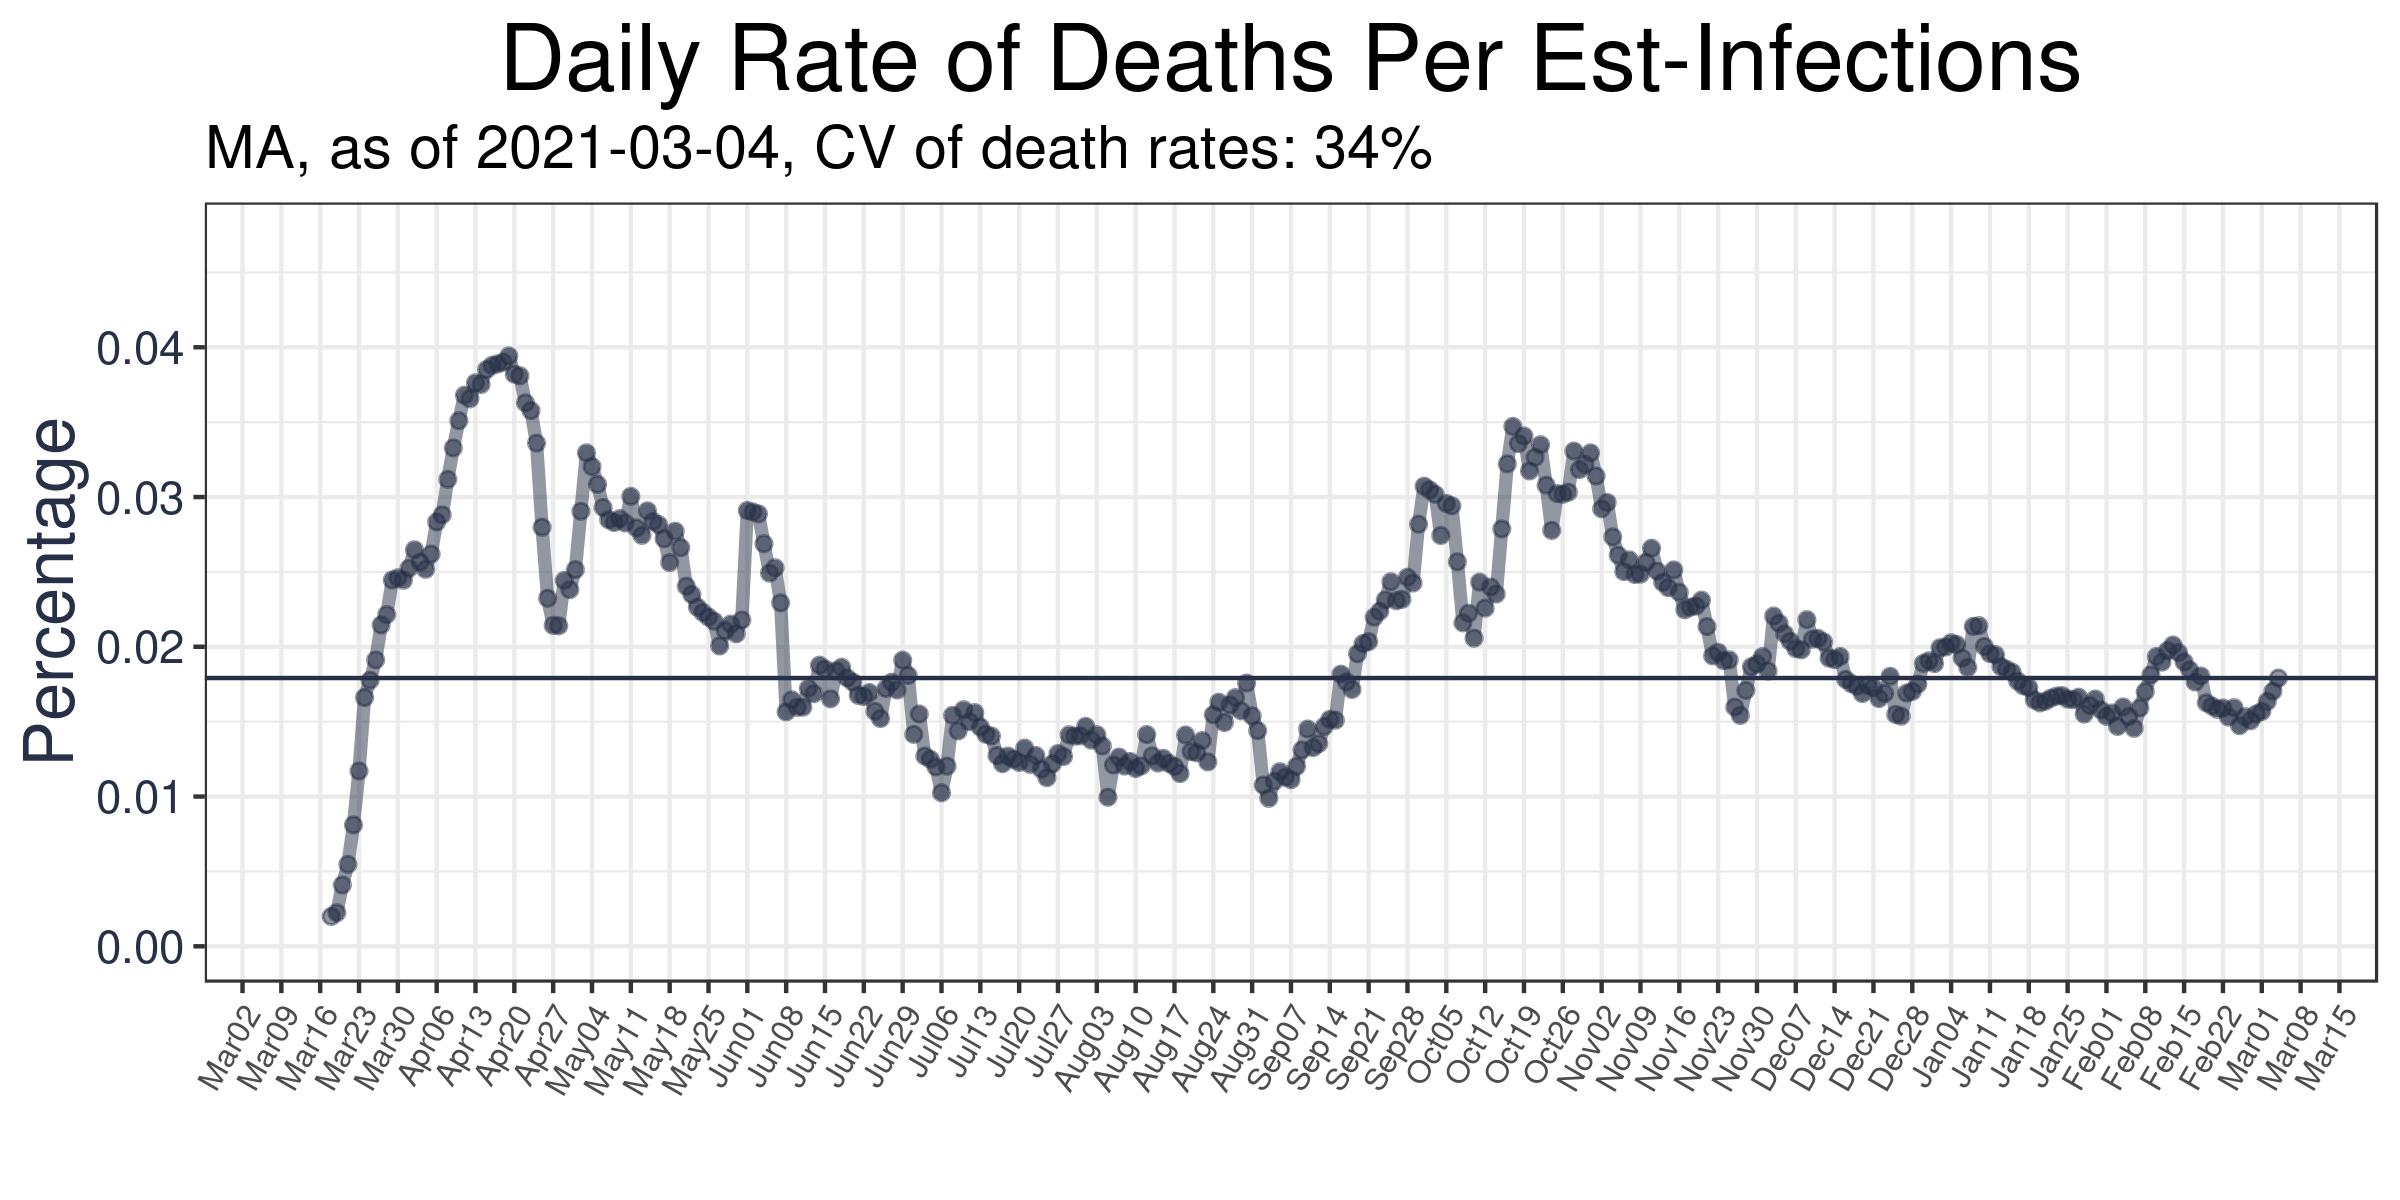 Daily Rate of Deaths Per Est-Infections
MA, as of 2021-03-04, CV of death rates: 34%
Percentage
0.04
0.03
0.02
0.01
0.00
Mar02
Mar09
Mar16
Mar23
Mar30
Apr06
Apr13
Apr20
Apr27
May04
May11
May18
May25
Jun01
Jun08
Jun15
Jun22
Jun29
Jul06
Jul13
Jul20
Jul27
Aug03
Aug10
Aug17
Aug24
Aug31
Sep07
Sep14
Sep21
Sep28
Oct05
Oct12
Oct19
Oct26
Nov02
Nov09
Nov16
Nov23
Nov30
Dec07
Dec14
Dec21
Dec28
Jan04
Jan11
Jan18
Jan25
Feb01
Feb08
Feb15
Feb22
Mar01
Mar08
Mar15